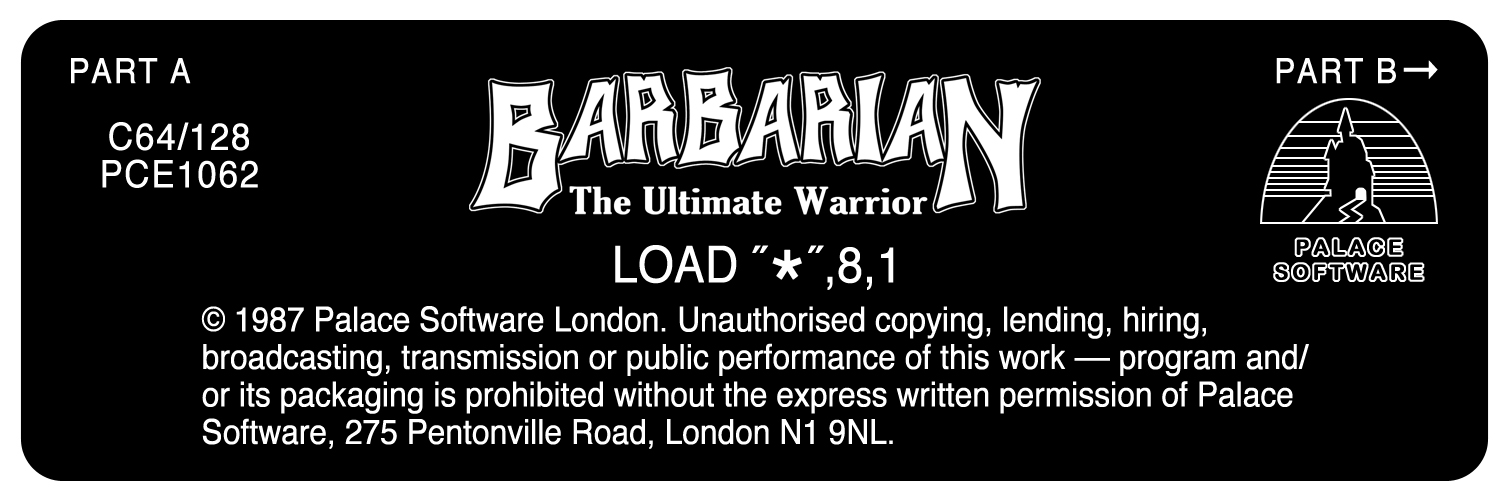 PART A
PART B→
C64/128
PCE1062
BARBARIAN
The Ultimate Warrior
PALACE
SOFTWARE
LOAD ˝*˝,8,1
© 1987 Palace Software London. Unauthorised copying, lending, hiring,
broadcasting, transmission or public performance of this work — program and/
or its packaging is prohibited without the express written permission of Palace
Software, 275 Pentonville Road, London N1 9NL.